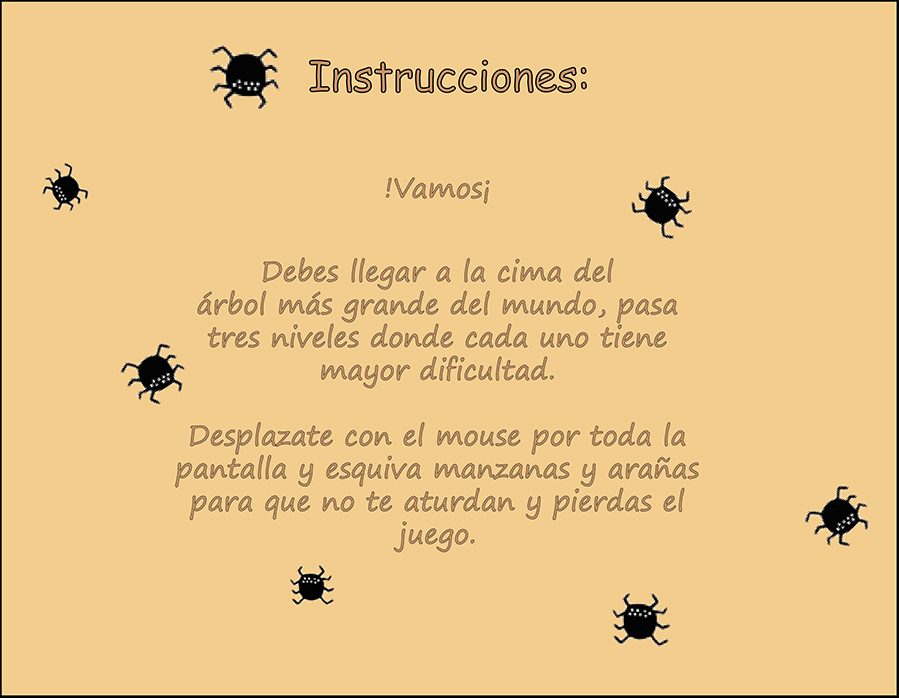 Instrucciones:
!Vamos¡
Debes llegar a la cima del
árbol más grande del mundo, pasa
tres niveles donde cada uno tiene
mayor dificultad.
Desplazate con el mouse por toda la
pantalla y esquiva manzanas y arañas
para que no te aturdan y pierdas el
juego.